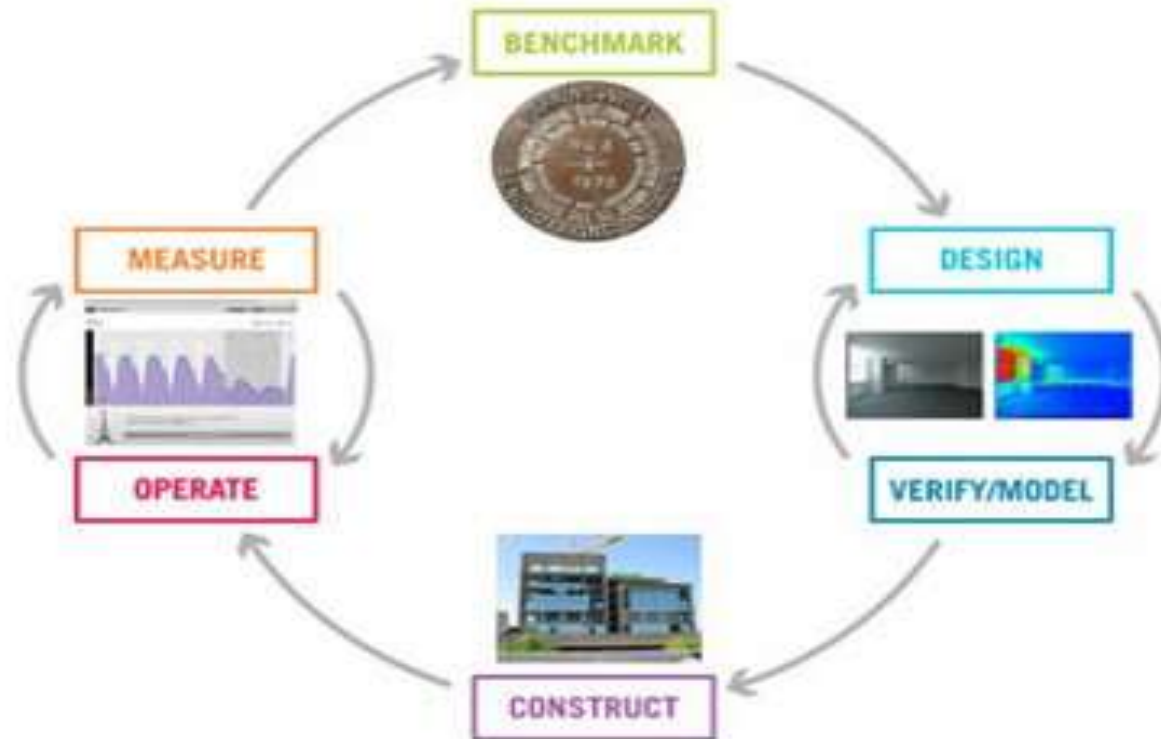 BENCHMARK
MEASURE
DESIGN
OPERATE
VERIFY/MODEL
CONSTRUCT